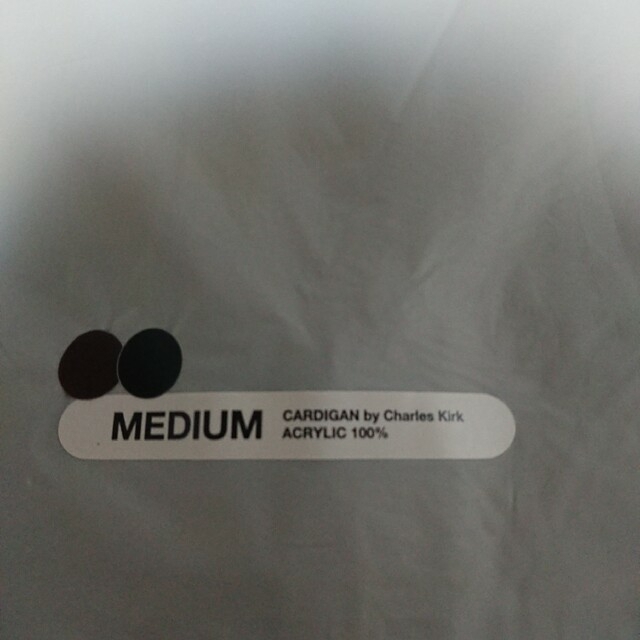 MEDIUM
CARDIGAN by Charles Kirk
ACRYLIC 100%